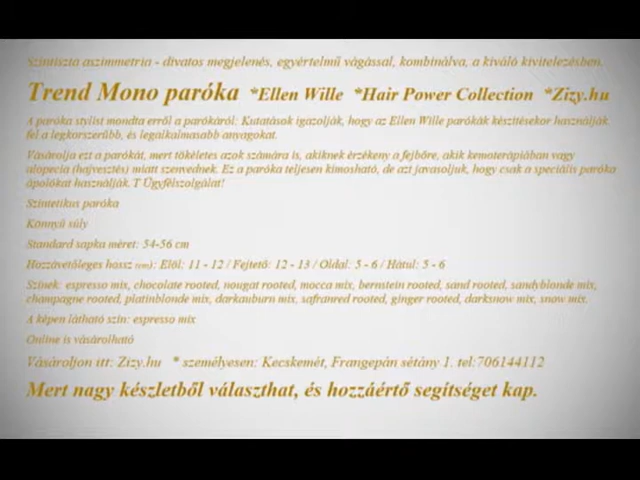 Színtiszta aszimmetria - divatos megjelenés, egyértelmű vágással, kombinálva, a kiváló kivitelezésben.
Trend Mono paróka *Ellen Wille *Hair Power Collection *Zizy.hu
A paróka stylist mondta erről a parókáról: Kutatások igazolják, hogy az Ellen Wille parókák készítésekor használják
fel a legkorszerűbb, és legalkalmasabb anyagokat.
Vásárolja ezt a parókát, mert tökéletes azok számára is, akiknek érzékeny a fejbőre, akik kemoterápiában vagy
alopecia (hajvesztés) miatt szenvednek. Ez a paróka teljesen kimosható, de azt javasoljuk, hogy csak a speciális paróka
ápolókat használják. T Ügyfélszolgálat!
Szintetikus paróka
Könnyű súly
Standard sapka méret: 54-56 cm
Hozzávetőleges hossz (cm): Elöl: 11 - 12 / Fejtető: 12 - 13 / Oldal: 5 - 6 / Hátul: 5 - 6
Színek: espresso mix, chocolate rooted, nougat rooted, mocca mix, bernstein rooted, sand rooted, sandyblonde mix,
champagne rooted, platinblonde mix, darkauburn mix, safranred rooted, ginger rooted, darksnow mix, snow mix.
A képen látható szín: espresso mix
Online is vásárolható
Vásároljon itt: Zizy.hu * személyesen: Kecskemét, Frangepán sétány 1. tel:706144112
Mert nagy készletből választhat, és hozzáértő segítséget kap.